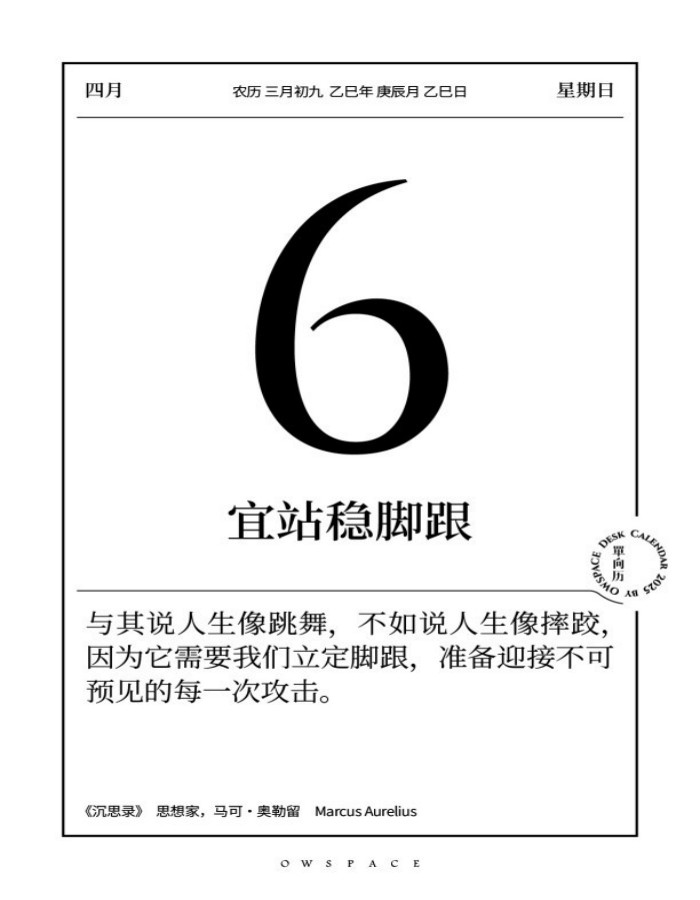 四月 农历 三月初九 乙巳年 庚辰月 乙巳日 星期日
6
宜站稳脚跟
DESK CALENDAR 2025 BY OWSPACE
單向历
与其说人生像跳舞，不如说人生像摔跤，
因为它需要我们立定脚跟，准备迎接不可
预见的每一次攻击。
《沉思录》 思想家，马可·奥勒留 Marcus Aurelius
OWSPACE